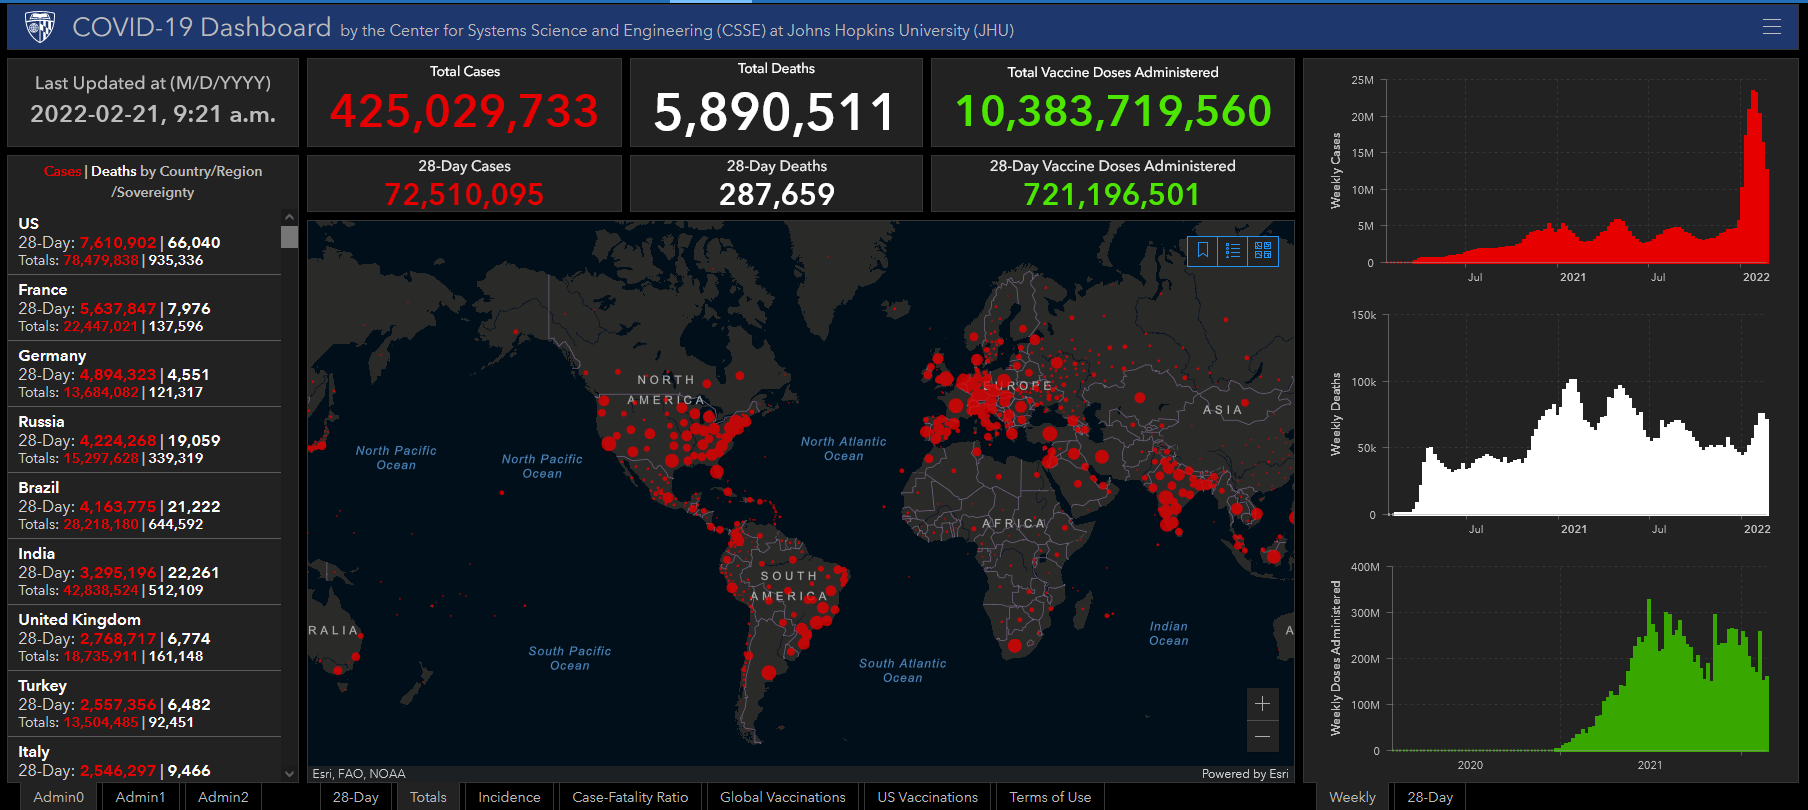 COVID-19 Dashboard by the Center for Systems Science and Engineering (CSSE) at Johns Hopkins University (JHU)
Last Updated at (M/D/YYYY)
2022-02-21, 9:21 a.m.
Total Cases
425,029,733
Total Deaths
5,890,511
Total Vaccine Doses Administered
10,383,719,560
28-Day Cases
72,510,095
28-Day Deaths
287,659
28-Day Vaccine Doses Administered
721,196,501
Cases | Deaths by Country/Region
/Sovereignty
US
28-Day: 7,610,902 | 66,040
Totals: 78,479,838 | 935,336
France
28-Day: 5,637,847 | 7,976
Totals: 22,447,021 | 137,596
Germany
28-Day: 4,894,323 | 4,551
Totals: 13,684,082 | 121,317
Russia
28-Day: 4,224,268 | 19,059
Totals: 15,297,628 | 339,319
Brazil
28-Day: 4,163,775 | 21,222
Totals: 28,218,180 | 644,592
India
28-Day: 3,295,196 | 22,261
Totals: 42,838,524 | 512,109
United Kingdom
28-Day: 2,768,717 | 6,774
Totals: 18,735,911 | 161,148
Turkey
28-Day: 2,557,356 | 6,482
Totals: 13,504,485 | 92,451
Italy
28-Day: 2,546,297 | 9,466
NORTH
AMERICA
EUROPE
ASIA
North Pacific
Ocean
North Pacific
Ocean
North Atlantic
Ocean
AFRICA
SOUTH
AMERICA
RALIA
South Pacific
Ocean
South Atlantic
Ocean
Indian
Ocean
A
+
−
Esri, FAO, NOAA
Powered by Esri
Weekly Cases
25M
20M
15M
10M
5M
0
Jul
2021
Jul
2022
Weekly Deaths
150k
100k
50k
0
Jul
2021
Jul
2022
Weekly Doses Administered
400M
300M
200M
100M
0
2020
2021
Admin0
Admin1
Admin2
28-Day
Totals
Incidence
Case-Fatality Ratio
Global Vaccinations
US Vaccinations
Terms of Use
Weekly
28-Day